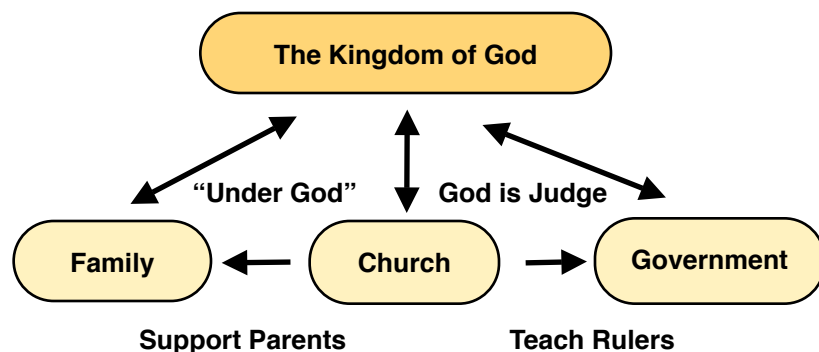 The Kingdom of God
“Under God”
God is Judge
Family
Church
Government
Support Parents
Teach Rulers